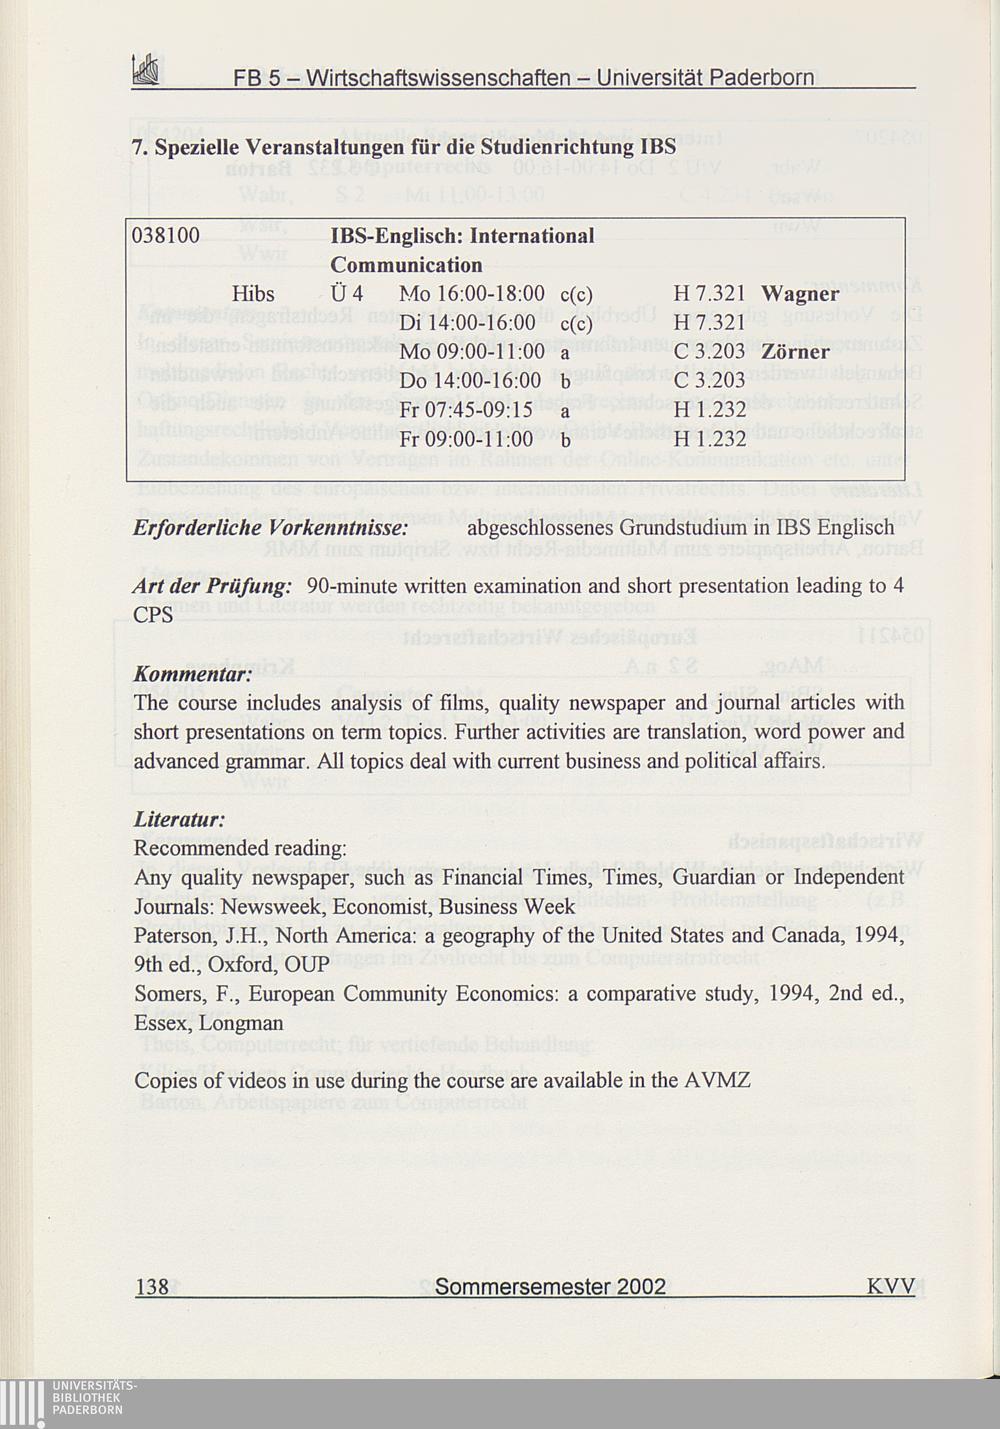 FB 5 – Wirtschaftswissenschaften – Universität Paderborn
7. Spezielle Veranstaltungen für die Studienrichtung IBS
038100 IBS-Englisch: International
Communication
Hibs Ü 4 Mo 16:00-18:00 c(c) H 7.321 Wagner
Di 14:00-16:00 c(c) H 7.321
Mo 09:00-11:00 a C 3.203 Zörner
Do 14:00-16:00 b C 3.203
Fr 07:45-09:15 a H 1.232
Fr 09:00-11:00 b H 1.232
Erforderliche Vorkenntnisse: abgeschlossenes Grundstudium in IBS Englisch
Art der Prüfung: 90-minute written examination and short presentation leading to 4
CPS
Kommentar:
The course includes analysis of films, quality newspaper and journal articles with
short presentations on term topics. Further activities are translation, word power and
advanced grammar. All topics deal with current business and political affairs.
Literatur:
Recommended reading:
Any quality newspaper, such as Financial Times, Times, Guardian or Independent
Journals: Newsweek, Economist, Business Week
Paterson, J.H., North America: a geography of the United States and Canada, 1994,
9th ed., Oxford, OUP
Somers, F., European Community Economics: a comparative study, 1994, 2nd ed.,
Essex, Longman
Copies of videos in use during the course are available in the AVMZ
138 Sommersemester 2002 KVV
UNIVERSITÄTS-
BIBLIOTHEK
PADERBORN